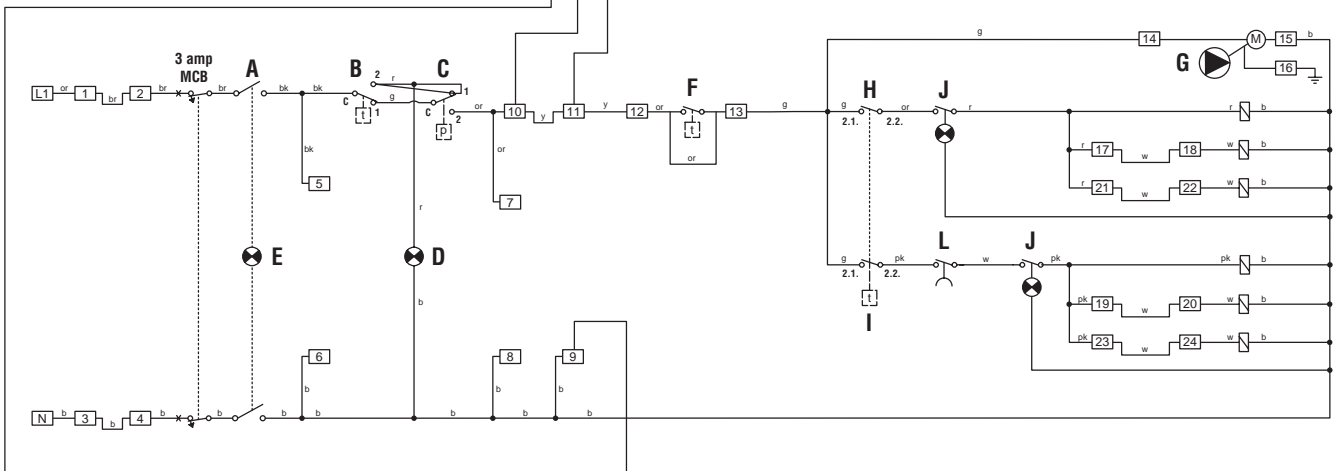 g 14 M 15 b
G 16
3 amp
MCB A B C F H J
L1 or 1 br 2 br br bk bk 2 r 1
C g 1 C 2 or 10 y 11 y 12 or 13 g g or r r b
t p t 2.1. 2.2.
or
bk or r 17 w 18 w b
5 7 r 21 w 22 w b
r
E D L J
g pk w pk pk b
2.1. 2.2.
t
I
b pk 19 w 20 w b
6 8 9 pk 23 w 24 w b
b b b
N b 3 b 4 b b b b b b b